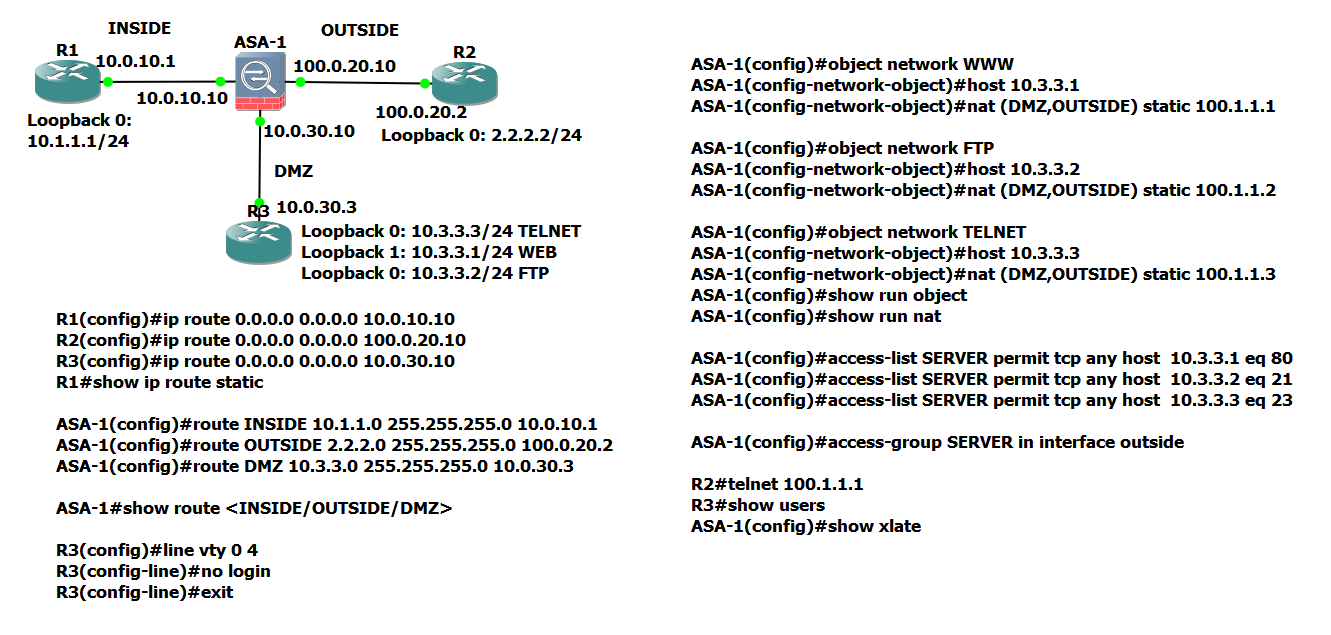 INSIDE
OUTSIDE
R1
ASA-1
R2
10.0.10.1
100.0.20.10
10.0.10.10
100.0.20.2
Loopback 0:
10.1.1.1/24
10.0.30.10
Loopback 0: 2.2.2.2/24
DMZ
R3
10.0.30.3
Loopback 0: 10.3.3.3/24 TELNET
Loopback 1: 10.3.3.1/24 WEB
Loopback 0: 10.3.3.2/24 FTP
R1(config)#ip route 0.0.0.0 0.0.0.0 10.0.10.10
R2(config)#ip route 0.0.0.0 0.0.0.0 100.0.20.10
R3(config)#ip route 0.0.0.0 0.0.0.0 10.0.30.10
R1#show ip route static
ASA-1(config)#route INSIDE 10.1.1.0 255.255.255.0 10.0.10.1
ASA-1(config)#route OUTSIDE 2.2.2.0 255.255.255.0 100.0.20.2
ASA-1(config)#route DMZ 10.3.3.0 255.255.255.0 10.0.30.3
ASA-1#show route <INSIDE/OUTSIDE/DMZ>
R3(config)#line vty 0 4
R3(config-line)#no login
R3(config-line)#exit
ASA-1(config)#object network WWW
ASA-1(config-network-object)#host 10.3.3.1
ASA-1(config-network-object)#nat (DMZ,OUTSIDE) static 100.1.1.1
ASA-1(config)#object network FTP
ASA-1(config-network-object)#host 10.3.3.2
ASA-1(config-network-object)#nat (DMZ,OUTSIDE) static 100.1.1.2
ASA-1(config)#object network TELNET
ASA-1(config-network-object)#host 10.3.3.3
ASA-1(config-network-object)#nat (DMZ,OUTSIDE) static 100.1.1.3
ASA-1(config)#show run object
ASA-1(config)#show run nat
ASA-1(config)#access-list SERVER permit tcp any host 10.3.3.1 eq 80
ASA-1(config)#access-list SERVER permit tcp any host 10.3.3.2 eq 21
ASA-1(config)#access-list SERVER permit tcp any host 10.3.3.3 eq 23
ASA-1(config)#access-group SERVER in interface outside
R2#telnet 100.1.1.1
R3#show users
ASA-1(config)#show xlate